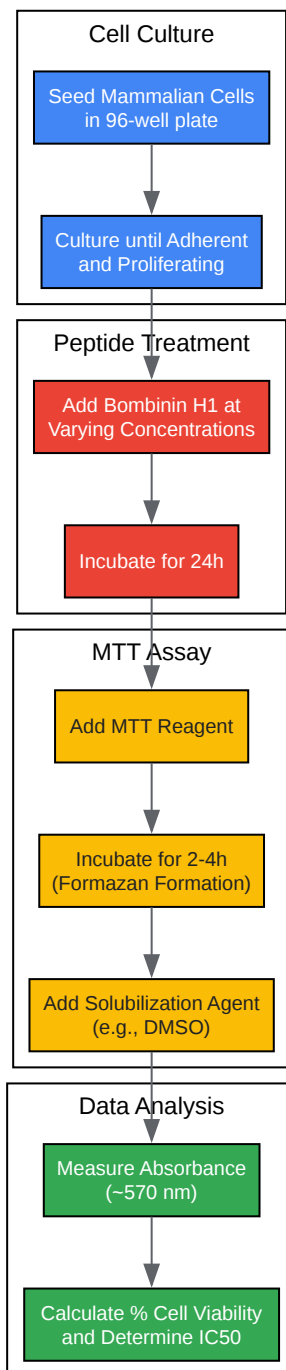 Cell Culture
Seed Mammalian Cells
in 96-well plate
Culture until Adherent
and Proliferating
Peptide Treatment
Add Bombinin H1 at
Varying Concentrations
Incubate for 24h
MTT Assay
Add MTT Reagent
Incubate for 2-4h
(Formazan Formation)
Add Solubilization Agent
(e.g., DMSO)
Data Analysis
Measure Absorbance
(~570 nm)
Calculate % Cell Viability
and Determine IC50